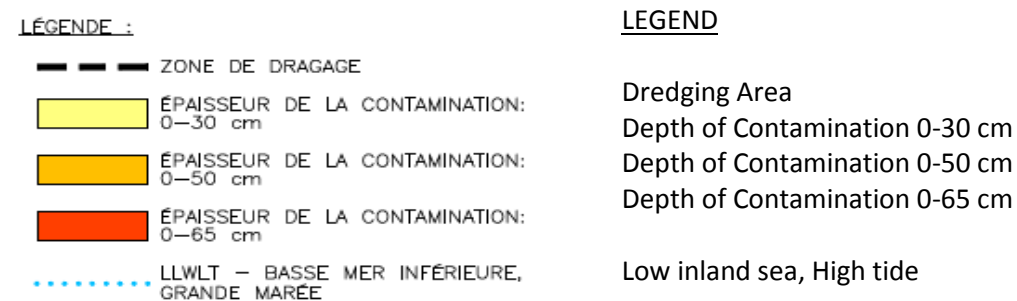 LÉGENDE :
ZONE DE DRAGAGE
ÉPAISSEUR DE LA CONTAMINATION:
0–30 cm
ÉPAISSEUR DE LA CONTAMINATION:
0–50 cm
ÉPAISSEUR DE LA CONTAMINATION:
0–65 cm
LLWLT – BASSE MER INFÉRIEURE,
GRANDE MARÉE
LEGEND
Dredging Area
Depth of Contamination 0-30 cm
Depth of Contamination 0-50 cm
Depth of Contamination 0-65 cm
Low inland sea, High tide